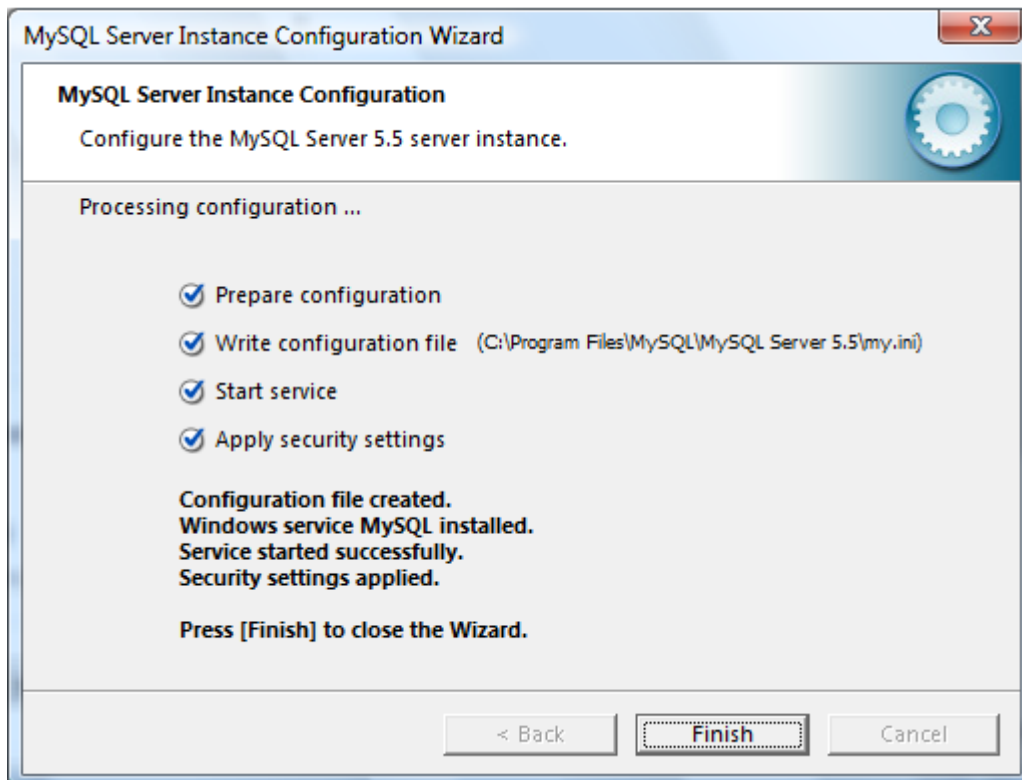 MySQL Server Instance Configuration Wizard
MySQL Server Instance Configuration
Configure the MySQL Server 5.5 server instance.
Processing configuration ...
Prepare configuration
Write configuration file (C:\Program Files\MySQL\MySQL Server 5.5\my.ini)
Start service
Apply security settings
Configuration file created.
Windows service MySQL installed.
Service started successfully.
Security settings applied.
Press [Finish] to close the Wizard.
< Back Finish Cancel